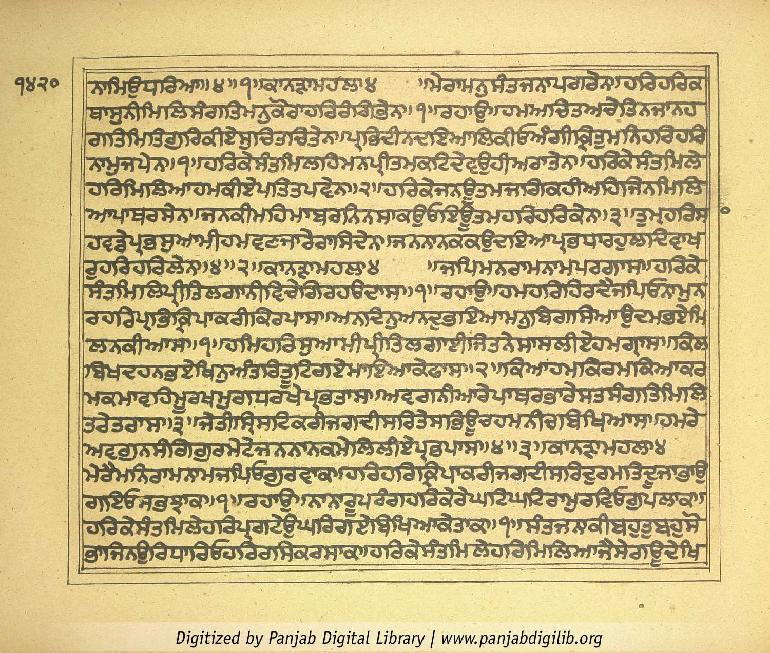 ੧੪੨੦
ਨਾਮਿਉਧਾਰਿਆ॥੪॥੧॥ਕਾਨੜਾਮਹਲਾ੪ ॥ਮੇਰਾਮਨੁਸੰਤਜਨਾਪਗਰੇਨ॥ਹਰਿਹਰਿਕ
ਥਾਸੁਨੀਮਿਲਿਸੰਗਤਿਮਨੁਕੋਰਾਹਰਿਰੰਗਿਭੇਨ॥੧॥ਰਹਾਉ॥ਹਮਅਚਿਤਅਚੇਤਨਜਾਨਹ
ਗਤਿਮਿਤਿਗੁਰਿਕੀਏਸੁਚਿਤਚਿਤੇਨ॥ਪ੍ਰਭਿਦੀਨਦਇਆਲਿਕੀਓਅੰਗੀਕ੍ਰਿਤੁਮਨਿਹਰਿਹਰਿ
ਨਾਮੁਜਪੇਨ॥੧॥ਹਰਿਕੇਸੰਤਮਿਲਹਿਮਨਪ੍ਰੀਤਮਕਟਿਦੇਵਉਹੀਅਰਾਤੇਨ॥ਹਰਿਕੇਸੰਤਮਿਲੇ
ਹਰਿਮਿਲਿਆਹਮਕੀਏਪਤਿਤਪਵੇਨ॥੨॥ਹਰਿਕੇਜਨਊਤਮਜਗਿਕਹੀਅਹਿਜਿਨਮਿਲਿ
ਆਪਾਥਰਸੇਨ॥ਜਨਕੀਮਹਿਮਾਬਰਨਿਨਸਾਕਉਓਇਊਤਮਹਰਿਹਰਿਕੇਨ॥੩॥ਤੁਮਹਰਿਸ
ਾਹਵਡੇਪ੍ਰਭਸੁਆਮੀਹਮਵਣਜਾਰੇਰਾਸਿਦੇਨ॥ਜਨਨਾਨਕਕਉਦਇਆਪ੍ਰਭਧਾਰਹੁਲਾਦਿਵਾਖ
ਰੁਹਰਿਹਰਿਲੇਨ॥੪॥੨॥ਕਾਨੜਾਮਹਲਾ੪ ॥ਜਪਿਮਨਰਾਮਨਾਮਪਰਗਾਸ॥ਹਰਿਕੇ
ਸੰਤਮਿਲਿਪ੍ਰੀਤਿਲਗਾਨੀਵਿਚੇਗਿਰਹਉਦਾਸ॥੧॥ਰਹਾਉ॥ਹਮਹਰਿਹਿਰਦੈਜਪਿਓਨਾਮੁਨ
ਰਹਰਿਪ੍ਰਭਿਕ੍ਰਿਪਾਕਰੀਕਿਰਪਾਸ॥ਅਨਦਿਨੁਅਨਦੁਭਇਆਮਨੁਬਿਗਸਿਆਉਦਮਭਏਮਿ
ਲਨਕੀਆਸ॥੧॥ਹਮਿਹਰਿਸੁਆਮੀਪ੍ਰੀਤਿਲਗਾਈਜਿਤਨੇਸਾਸਲੀਏਹਮਗ੍ਰਾਸ॥ਕਿਲ
ਬਿਖਦਹਨਭਏਖਿਨੁਅੰਤਰਿਤੂਟਿਗਏਮਾਇਆਕੇਫਾਸ॥੨॥ਕਿਆਹਮਕਿਰਮਕਿਆਕਰ
ਮਕਮਾਵਹਿਮੂਰਖਮੁਗਧਰਖੇਪ੍ਰਭਤਾਸ॥ਅਵਗਨੀਆਰੇਪਾਥਰਭਾਰੇਸਤਸੰਗਤਿਮਿਲਿ
ਤਰੇਤਰਾਸ॥੩॥ਜੇਤੀਸ੍ਰਿਸਟਿਕਰੀਜਗਦੀਸਰਿਤੇਸਭਿਊਚਹਮਨੀਚਬਿਖਿਆਸ॥ਹਮਰੇ
ਅਵਗੁਨਸੰਗਿਗੁਰਮੇਟੇਜਨਨਾਨਕਮੇਲਿਲੀਏਪ੍ਰਭਪਾਸ॥੪॥੩॥ਕਾਨੜਾਮਹਲਾ੪
ਮੇਰੈਮਨਿਰਾਮਨਾਮਜਪਿਓਗੁਰਵਾਕ॥ਹਰਿਹਰਿਕ੍ਰਿਪਾਕਰੀਜਗਦੀਸਰਿਦੁਰਮਤਿਦੂਜਾਭਾਉ
ਗਇਓਸਭਝਾਕ॥੧॥ਰਹਾਉ॥ਨਾਨਾਰੂਪਰੰਗਹਰਿਕੇਰੇਘਟਿਘਟਿਰਾਮੁਰਵਿਓਗੁਪਲਾਕ॥
ਹਰਿਕੇਸੰਤਮਿਲੇਹਰਿਪ੍ਰਗਟੇਉਘਰਿਗਏਬਿਖਿਆਕੇਤਾਕ॥੧॥ਸੰਤਜਨਾਕੀਬਹੁਤੁਬਹੁਸੋ
ਭਾਜਿਨਉਰਿਧਾਰਿਓਹਰਿਰਸਿਕਰਸਾਕ॥ਹਰਿਕੇਸੰਤਮਿਲੇਹਰਿਮਿਲਿਆਜੈਸੇਗਊਦੇਖਿ
Digitized by Panjab Digital Library | www.panjabdigilib.org